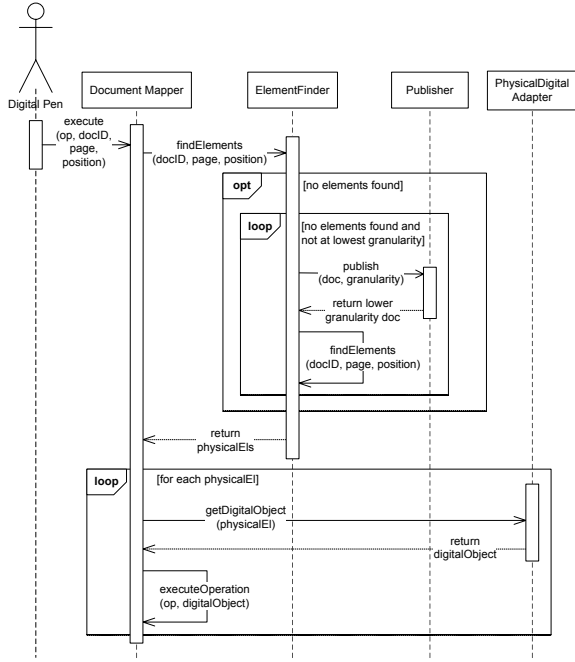 Digital Pen
Document Mapper
ElementFinder
Publisher
PhysicalDigital
Adapter
execute
(op, docID,
page,
position)
findElements
(docID, page, position)
opt
[no elements found]
loop
[no elements found and
not at lowest granularity]
publish
(doc, granularity)
return lower
granularity doc
findElements
(docID, page, position)
return
physicalEls
loop
[for each physicalEl]
getDigitalObject
(physicalEl)
return
digitalObject
executeOperation
(op, digitalObject)